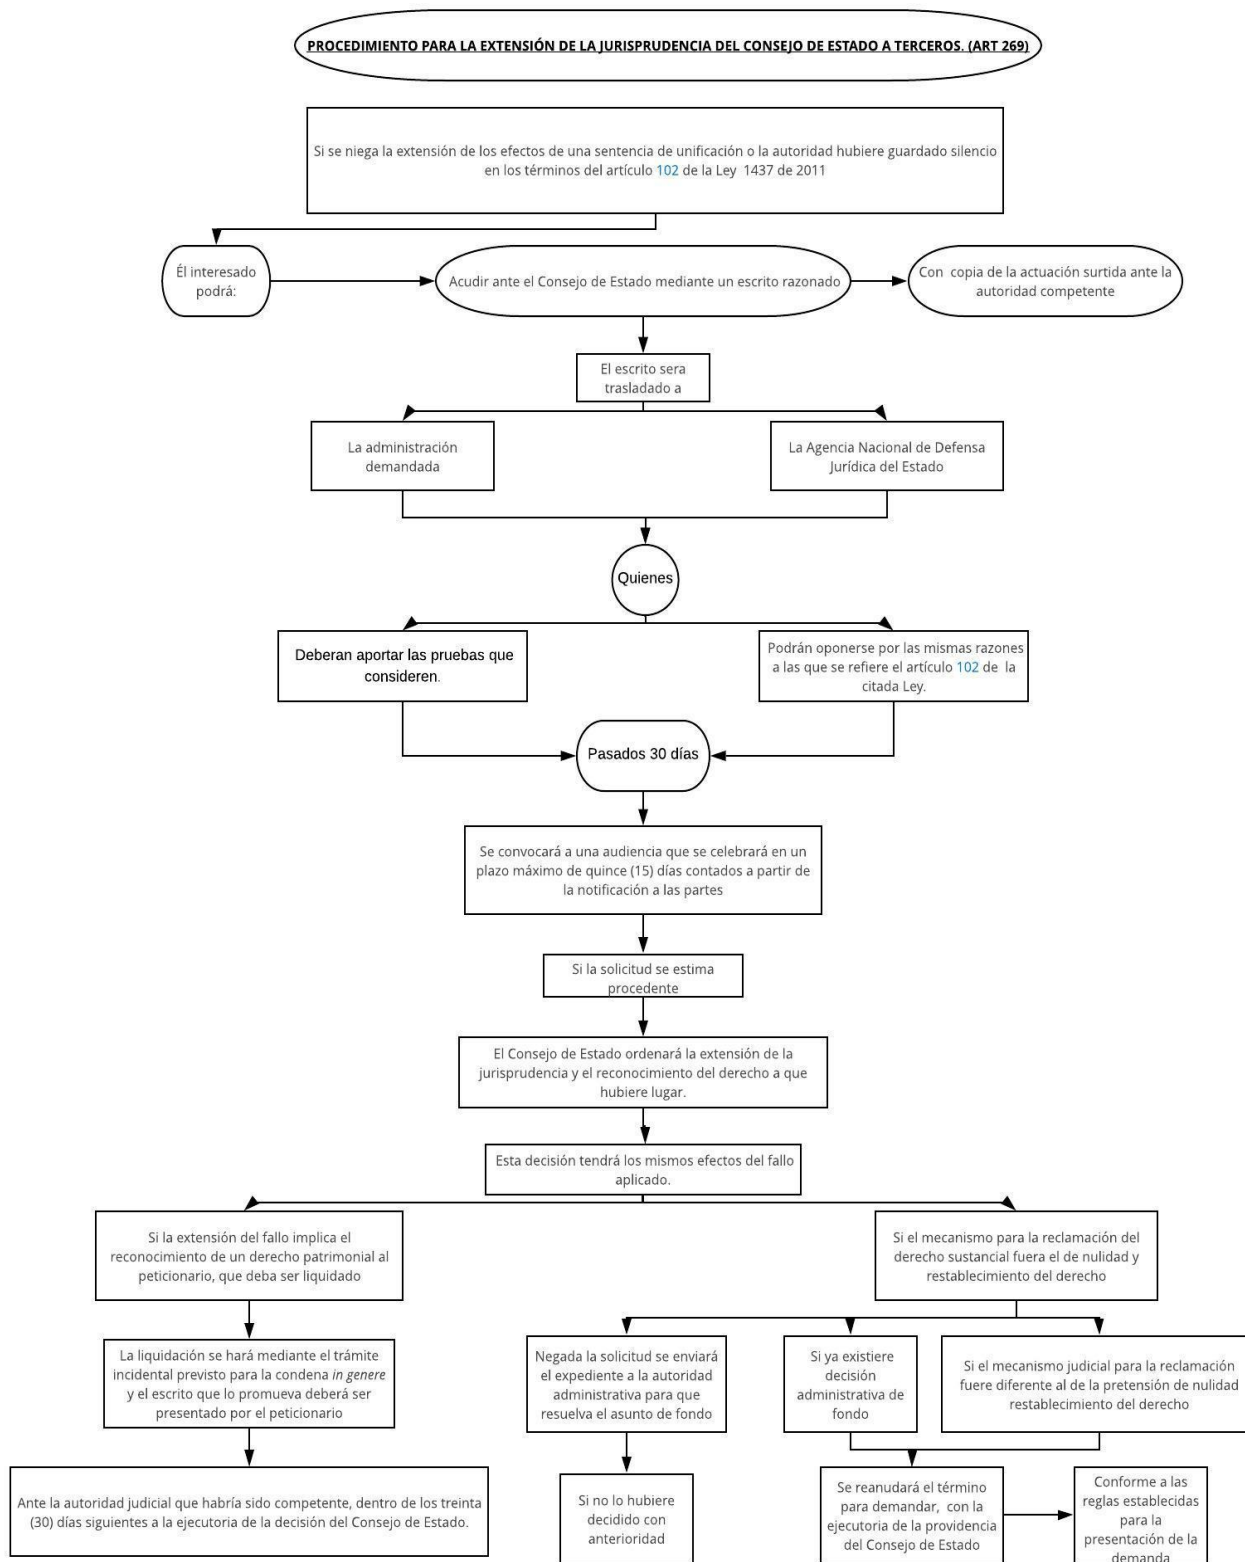 PROCEDIMIENTO PARA LA EXTENSIÓN DE LA JURISPRUDENCIA DEL CONSEJO DE ESTADO A TERCEROS. (ART 269)
Si se niega la extensión de los efectos de una sentencia de unificación o la autoridad hubiere guardado silencio
en los términos del artículo 102 de la Ley 1437 de 2011
Él interesado
podrá:
Acudir ante el Consejo de Estado mediante un escrito razonado
Con copia de la actuación surtida ante la
autoridad competente
El escrito sera
trasladado a
La administración
demandada
La Agencia Nacional de Defensa
Jurídica del Estado
Quienes
Deberan aportar las pruebas que
consideren.
Podrán oponerse por las mismas razones
a las que se refiere el artículo 102 de la
citada Ley.
Pasados 30 días
Se convocará a una audiencia que se celebrará en un
plazo máximo de quince (15) días contados a partir de
la notificación a las partes
Si la solicitud se estima
procedente
El Consejo de Estado ordenará la extensión de la
jurisprudencia y el reconocimiento del derecho a que
hubiere lugar.
Esta decisión tendrá los mismos efectos del fallo
aplicado.
Si la extensión del fallo implica el
reconocimiento de un derecho patrimonial al
peticionario, que deba ser liquidado
Si el mecanismo para la reclamación del
derecho sustancial fuera el de nulidad y
restablecimiento del derecho
La liquidación se hará mediante el trámite
incidental previsto para la condena in genere
y el escrito que lo promueva deberá ser
presentado por el peticionario
Negada la solicitud se enviará
el expediente a la autoridad
administrativa para que
resuelva el asunto de fondo
Si ya existiere
decisión
administrativa de
fondo
Si el mecanismo judicial para la reclamación
fuere diferente al de la pretensión de nulidad
restablecimiento del derecho
Ante la autoridad judicial que habría sido competente, dentro de los treinta
(30) días siguientes a la ejecutoria de la decisión del Consejo de Estado.
Si no lo hubiere
decidido con
anterioridad
Se reanudará el término
para demandar, con la
ejecutoria de la providencia
del Consejo de Estado
Conforme a las
reglas establecidas
para la
presentación de la
demanda